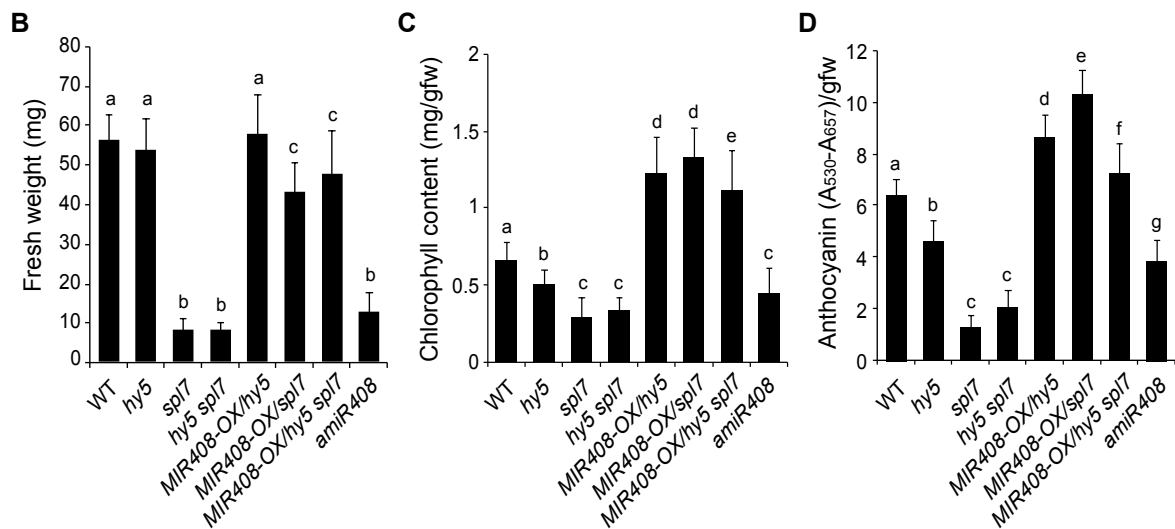 B
Fresh weight (mg)
80
70
60
50
40
30
20
10
0
a
a
b
b
a
c
c
b
WT
hy5
spl7
hy5 spl7
MIR408-OX/hy5
MIR408-OX/spl7
MIR408-OX/hy5 spl7
amiR408
C
Chlorophyll content (mg/gfw)
2
1.5
1
0.5
0
a
b
c
c
d
d
e
c
WT
hy5
spl7
hy5 spl7
MIR408-OX/hy5
MIR408-OX/spl7
MIR408-OX/hy5 spl7
amiR408
D
Anthocyanin (A530-A657)/gfw
12
10
8
6
4
2
0
a
b
c
c
d
e
f
g
WT
hy5
spl7
hy5 spl7
MIR408-OX/hy5
MIR408-OX/spl7
MIR408-OX/hy5 spl7
amiR408